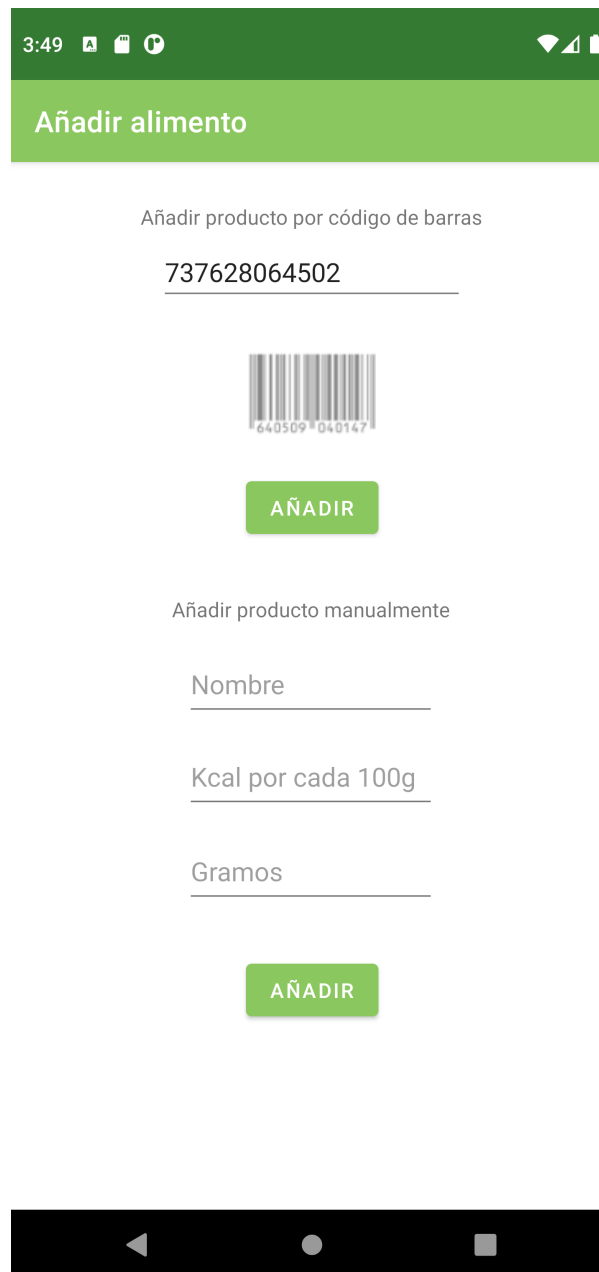 3:49
Añadir alimento
Añadir producto por código de barras
737628064502
640509 040147
AÑADIR
Añadir producto manualmente
Nombre
Kcal por cada 100g
Gramos
AÑADIR